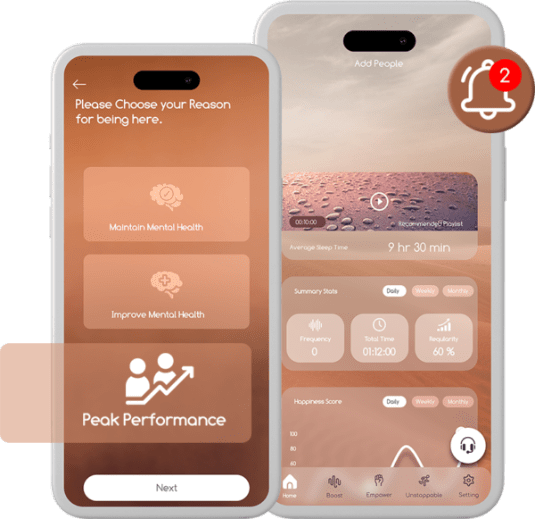 Please Choose your Reason
for being here.
Maintain Mental Health
Improve Mental Health
Peak Performance
Next
2
Add People
00:10:00
Recommended Playlist
Average Sleep Time
9 hr 30 min
Summary Stats
Daily
Weekly
Monthly
Frequency
0
Total Time
01:12:00
Regularity
60 %
Happiness Score
Daily
Weekly
Monthly
100
80
60
Home
Boost
Empower
Unstoppable
Setting